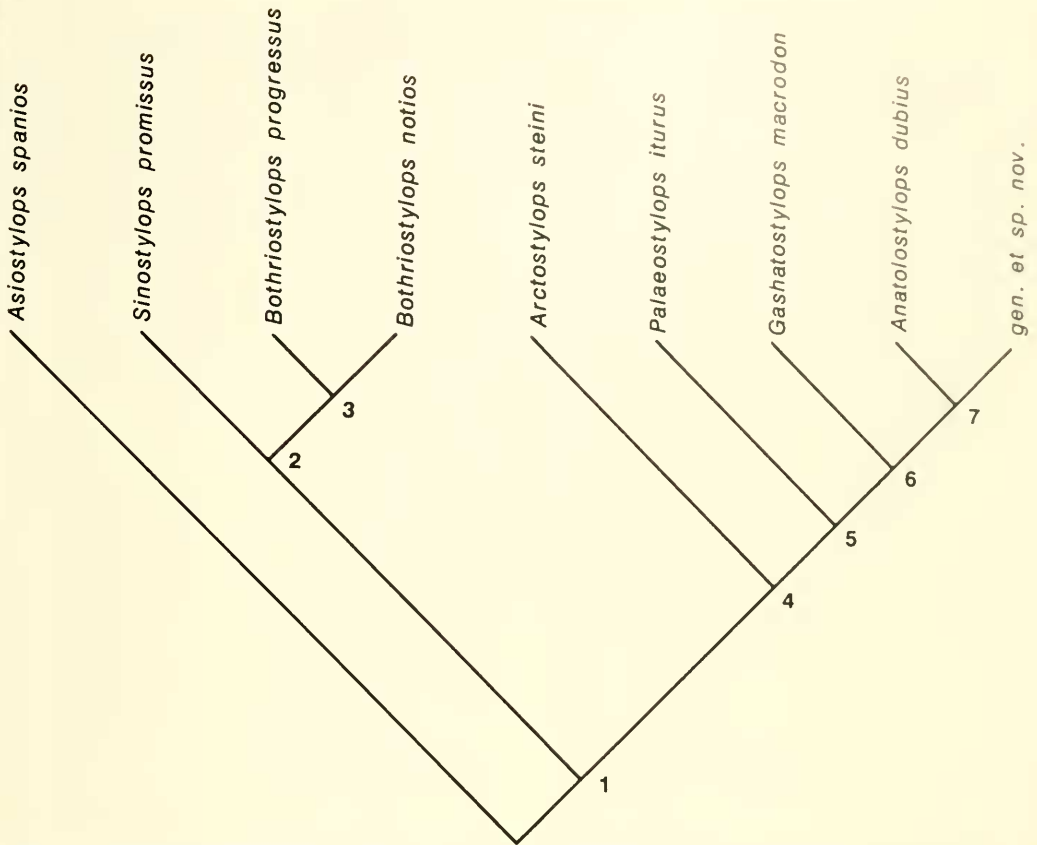 Asiostylops spanios
Sinostylops promissus
Bothriostylops progressus
Bothriostylops notios
Arctostylops steini
Palaeostylops iturus
Gashatostylops macrodon
Anatolostylops dubius
gen. et sp. nov.
3
2
7
6
5
4
1